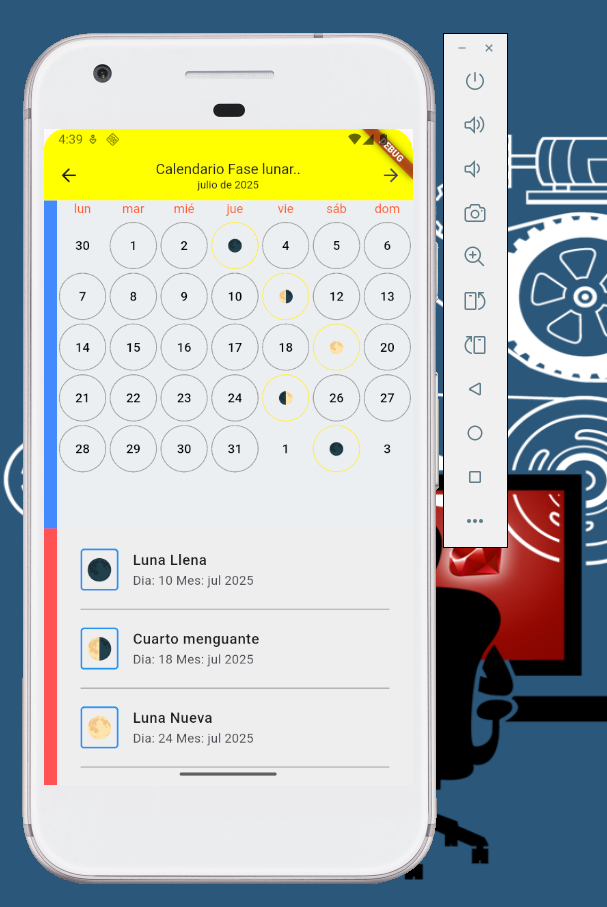 4:39
EBUG
Calendario Fase lunar..
julio de 2025
lun mar mié jue vie sáb dom
30 1 2 4 5 6
7 8 9 10 12 13
14 15 16 17 18 20
21 22 23 24 26 27
28 29 30 31 1 3
Luna Llena
Dia: 10 Mes: jul 2025
Cuarto menguante
Dia: 18 Mes: jul 2025
Luna Nueva
Dia: 24 Mes: jul 2025